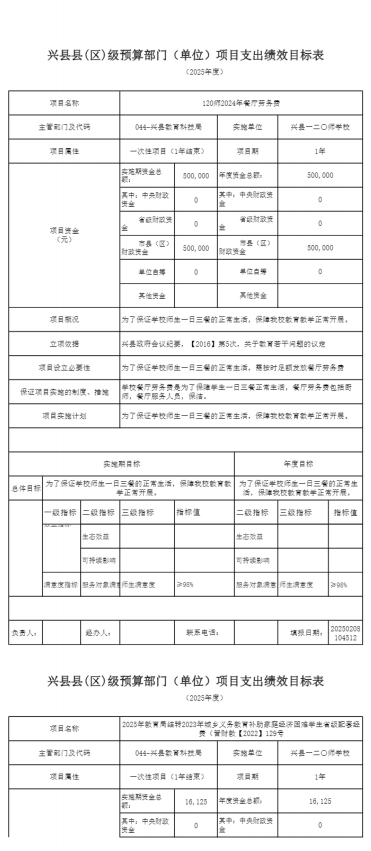 兴县县(区)级预算部门（单位）项目支出绩效目标表
（2025年度）
项目名称 120师2024年餐厅劳务费
主管部门及代码 044-兴县教育科技局 实施单位 兴县一二〇师学校
项目属性 一次性项目（1年结束） 项目期 1年
项目资金（元）
实施期资金总额： 500,000 年度资金总额： 500,000
其中：中央财政资金 0 其中：中央财政资金 0
省级财政资金 0 省级财政资金 0
市县（区）财政资金 500,000 市县（区）财政资金 500,000
单位自筹 0 单位自筹 0
其他资金 其他资金
项目概况 为了保证学校师生一日三餐的正常生活，保障我校教育教学正常开展。
立项依据 兴县政府会议纪要，【2016】第5次，关于教育若干问题的议定
项目设立必要性 为了保证学校师生一日三餐的正常生活，需按时足额发放餐厅劳务费
保证项目实施的制度、措施 学校餐厅劳务费是为了保障学生一日三餐正常生活，餐厅劳务费包括厨师，餐厅服务人员，保洁。
项目实施计划 为了保证学校师生一日三餐的正常生活，保障我校教育教学正常开展。
实施期目标 年度目标
总体目标 为了保证学校师生一日三餐的正常生活，保障我校教育教学正常开展。 为了保证学校师生一日三餐的正常生活，保障我校教育教学正常开展。
一级指标 二级指标 三级指标 指标值 二级指标 三级指标 指标值
生态效益 生态效益
可持续影响 可持续影响
满意度指标 服务对象满意 师生满意度 ≥98% 服务对象满意 师生满意度 ≥98%
负责人： 经办人： 联系电话： 填报日期： 20250208104512
兴县县(区)级预算部门（单位）项目支出绩效目标表
（2025年度）
项目名称 2025年教育局结转2023年城乡义务教育补助家庭经济困难学生省级配套经费（晋财教【2022】129号
主管部门及代码 044-兴县教育科技局 实施单位 兴县一二〇师学校
项目属性 一次性项目（1年结束） 项目期 1年
实施期资金总额： 16,125 年度资金总额： 16,125
其中：中央财政资金 0 其中：中央财政资金 0